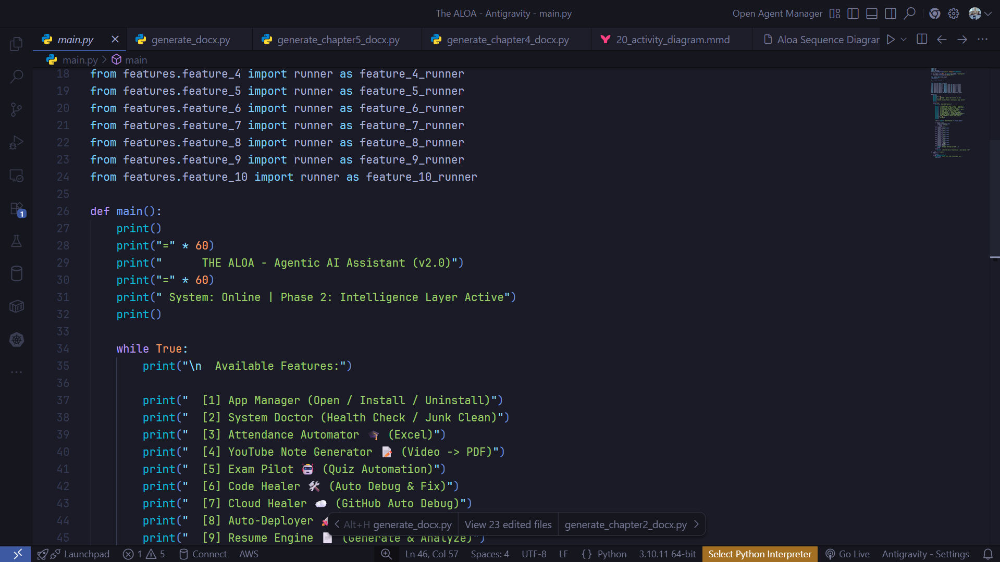 The ALOA - Antigravity - main.py
Open Agent Manager
main.py
generate_docx.py
generate_chapter5_docx.py
generate_chapter4_docx.py
20_activity_diagram.mmd
Aloa Sequence Diagrar
main.py > main
18 from features.feature_4 import runner as feature_4_runner
19 from features.feature_5 import runner as feature_5_runner
20 from features.feature_6 import runner as feature_6_runner
21 from features.feature_7 import runner as feature_7_runner
22 from features.feature_8 import runner as feature_8_runner
23 from features.feature_9 import runner as feature_9_runner
24 from features.feature_10 import runner as feature_10_runner
25
26 def main():
27 print()
28 print("=" * 60)
29 print("      THE ALOA - Agentic AI Assistant (v2.0)")
30 print("=" * 60)
31 print(" System: Online | Phase 2: Intelligence Layer Active")
32 print()
33
34 while True:
35 print("\n  Available Features:")
36
37 print("  [1] App Manager (Open / Install / Uninstall)")
38 print("  [2] System Doctor (Health Check / Junk Clean)")
39 print("  [3] Attendance Automator 🎓 (Excel)")
40 print("  [4] YouTube Note Generator 📝 (Video -> PDF)")
41 print("  [5] Exam Pilot 🤖 (Quiz Automation)")
42 print("  [6] Code Healer 🛠️ (Auto Debug & Fix)")
43 print("  [7] Cloud Healer ☁️ (GitHub Auto Debug)")
44 print("  [8] Auto-Deployer 🚀
45 print("  [9] Resume Engine 📄 (Generate & Analyze)")
Alt+H generate_docx.py
View 23 edited files
generate_chapter2_docx.py
1
Launchpad
1 5
Connect
AWS
Ln 46, Col 57
Spaces: 4
UTF-8
LF
{} Python
3.10.11 64-bit
Select Python Interpreter
Go Live
Antigravity - Settings